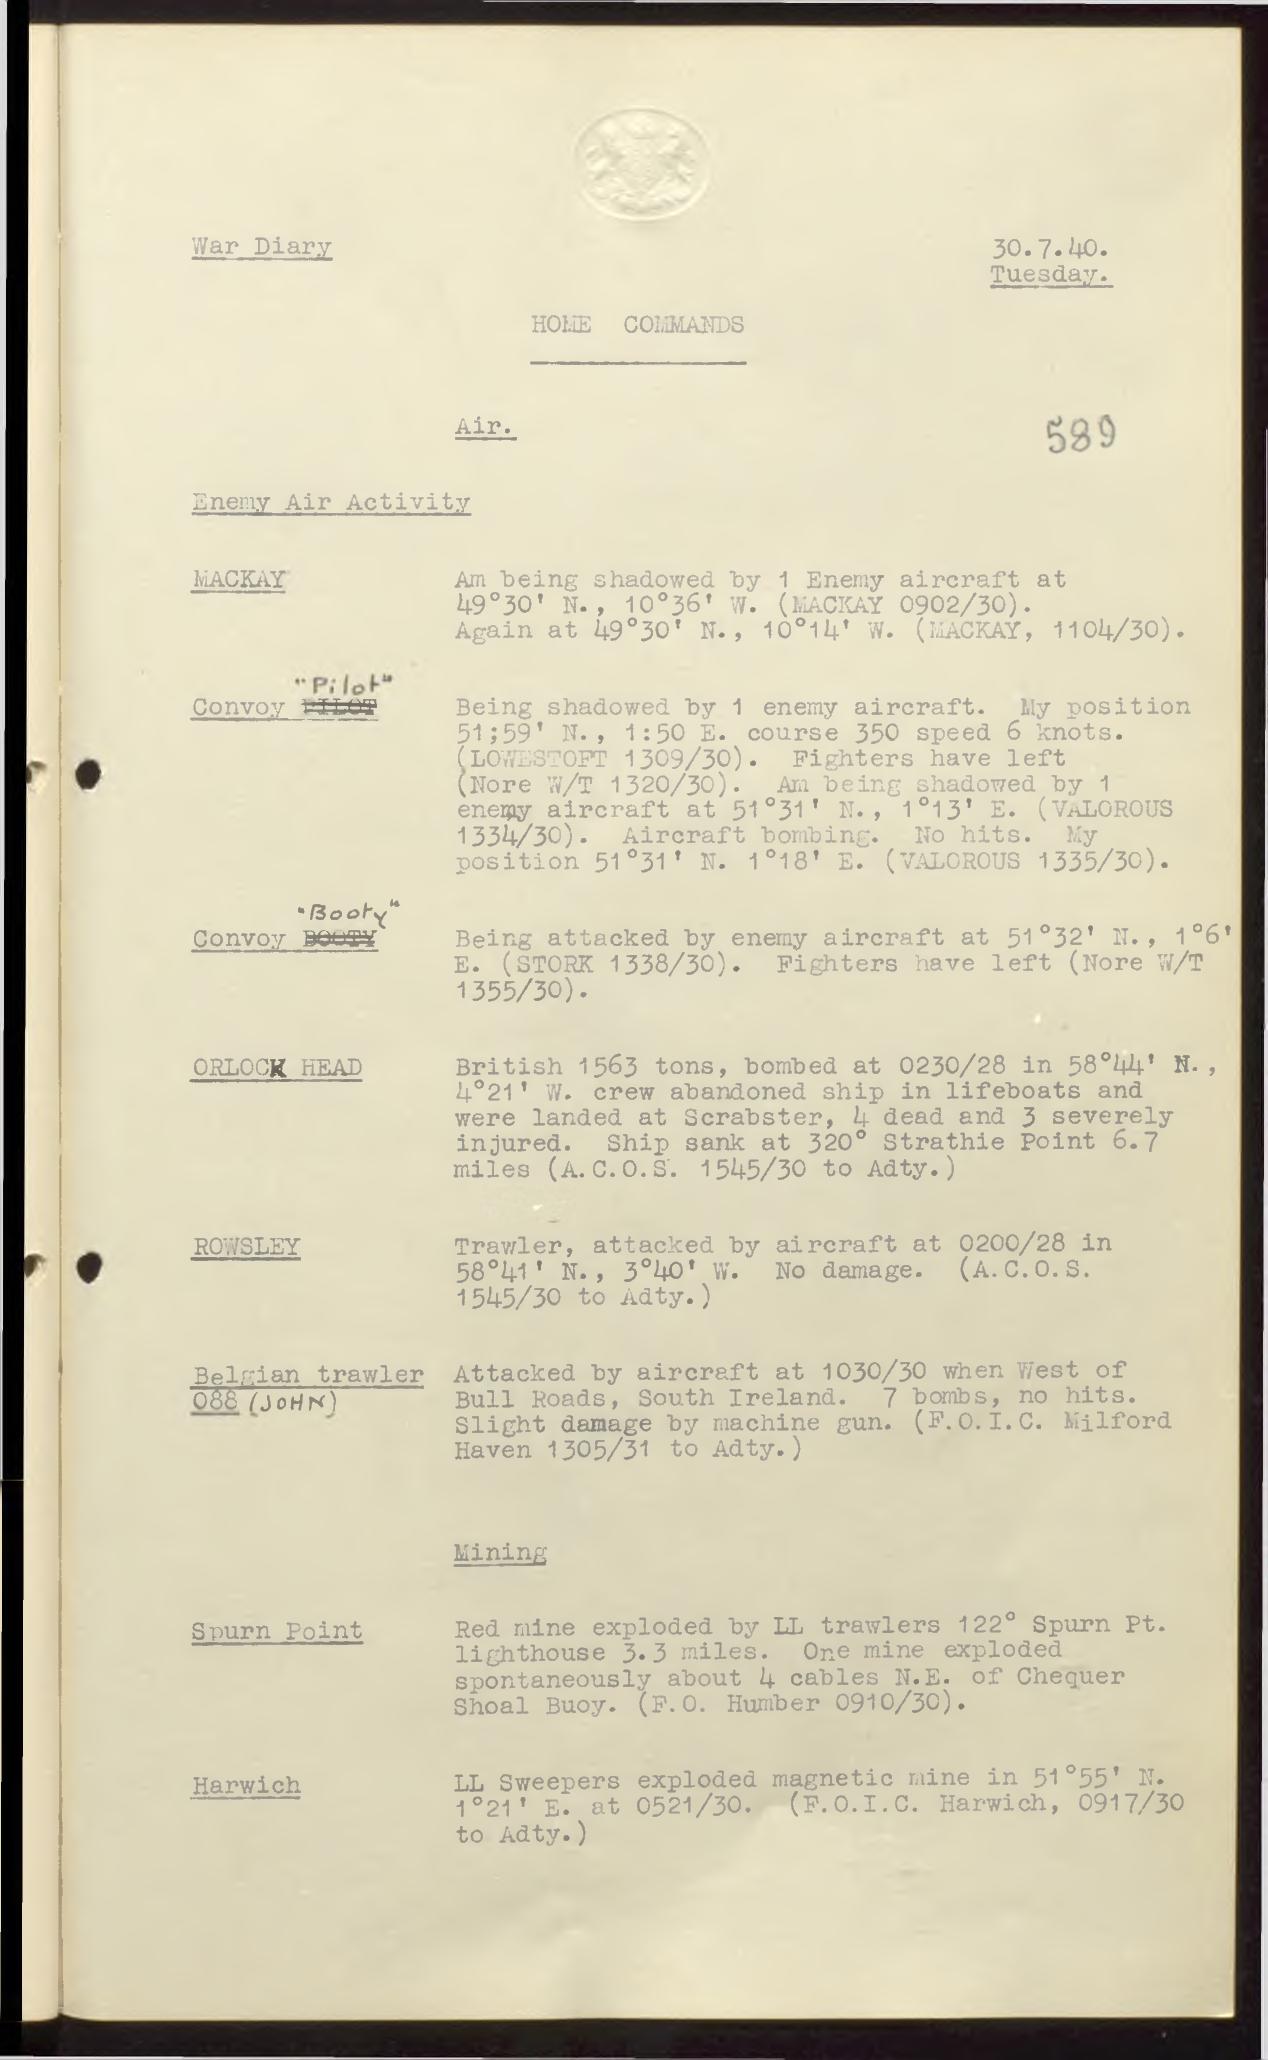 War Diary
30.7.40.
Tuesday.
HOME COMMANDS
Air.
589
Enemy Air Activity
MACKAY
Am being shadowed by 1 Enemy aircraft at
49°30' N., 10°36' W. (MACKAY 0902/30).
Again at 49°30' N., 10°14' W. (MACKAY, 1104/30).
"Pilot"
Convoy PILOT
Being shadowed by 1 enemy aircraft. My position
51;59' N., 1:50 E. course 350 speed 6 knots.
(LOWESTOFT 1309/30). Fighters have left
(Nore W/T 1320/30). Am being shadowed by 1
enemy aircraft at 51°31' N., 1°13' E. (VALOROUS
1334/30). Aircraft bombing. No hits. My
position 51°31' N. 1°18' E. (VALOROUS 1335/30).
"Booty"
Convoy BOOTY
Being attacked by enemy aircraft at 51°32' N., 1°6'
E. (STORK 1338/30). Fighters have left (Nore W/T
1355/30).
ORLOCK HEAD
British 1563 tons, bombed at 0230/28 in 58°44' N.,
4°21' W. crew abandoned ship in lifeboats and
were landed at Scrabster, 4 dead and 3 severely
injured. Ship sank at 320° Strathie Point 6.7
miles (A.C.O.S. 1545/30 to Adty.)
ROWSLEY
Trawler, attacked by aircraft at 0200/28 in
58°41' N., 3°40' W. No damage. (A.C.O.S.
1545/30 to Adty.)
Belgian trawler
088 (JOHN)
Attacked by aircraft at 1030/30 when West of
Bull Roads, South Ireland. 7 bombs, no hits.
Slight damage by machine gun. (F.O.I.C. Milford
Haven 1305/31 to Adty.)
Mining
Spurn Point
Red mine exploded by LL trawlers 122° Spurn Pt.
lighthouse 3.3 miles. One mine exploded
spontaneously about 4 cables N.E. of Chequer
Shoal Buoy. (F.O. Humber 0910/30).
Harwich
LL Sweepers exploded magnetic mine in 51°55' N.
1°21' E. at 0521/30. (F.O.I.C. Harwich, 0917/30
to Adty.)